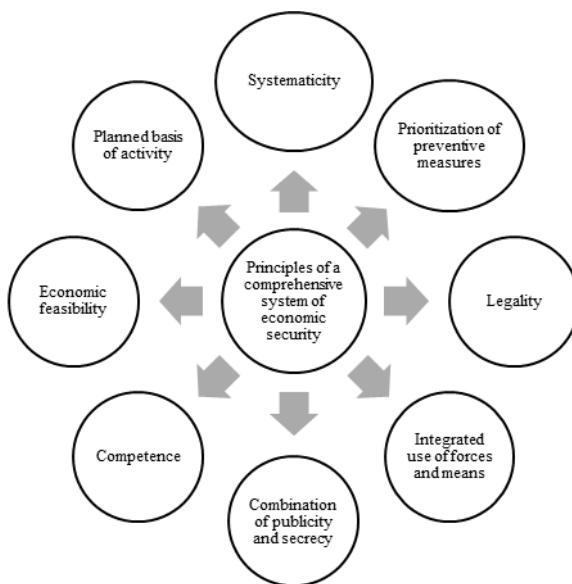 Systematicity
Planned basis
of activity
Prioritization of
preventive
measures
Economic
feasibility
Principles of a
comprehensive
system of
economic
security
Legality
Competence
Integrated
use of forces
and means
Combination
of publicity
and secrecy